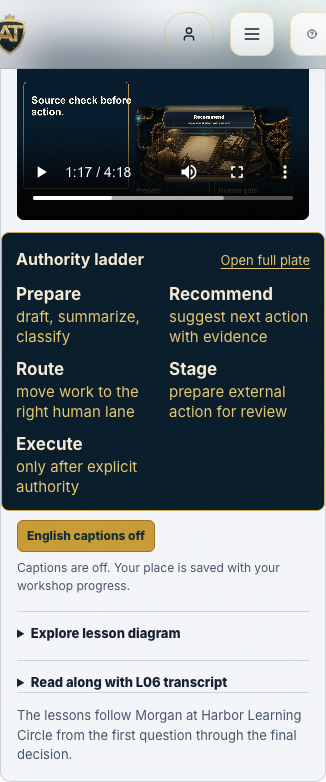 AT
Source check before
action.
Recommend
1:17 / 4:18
Prepare
Human gate
Authority ladder
Open full plate
Prepare
draft, summarize,
classify
Recommend
suggest next action
with evidence
Route
move work to the
right human lane
Stage
prepare external
action for review
Execute
only after explicit
authority
English captions off
Captions are off. Your place is saved with your
workshop progress.
Explore lesson diagram
Read along with L06 transcript
The lessons follow Morgan at Harbor Learning
Circle from the first question through the final
decision.